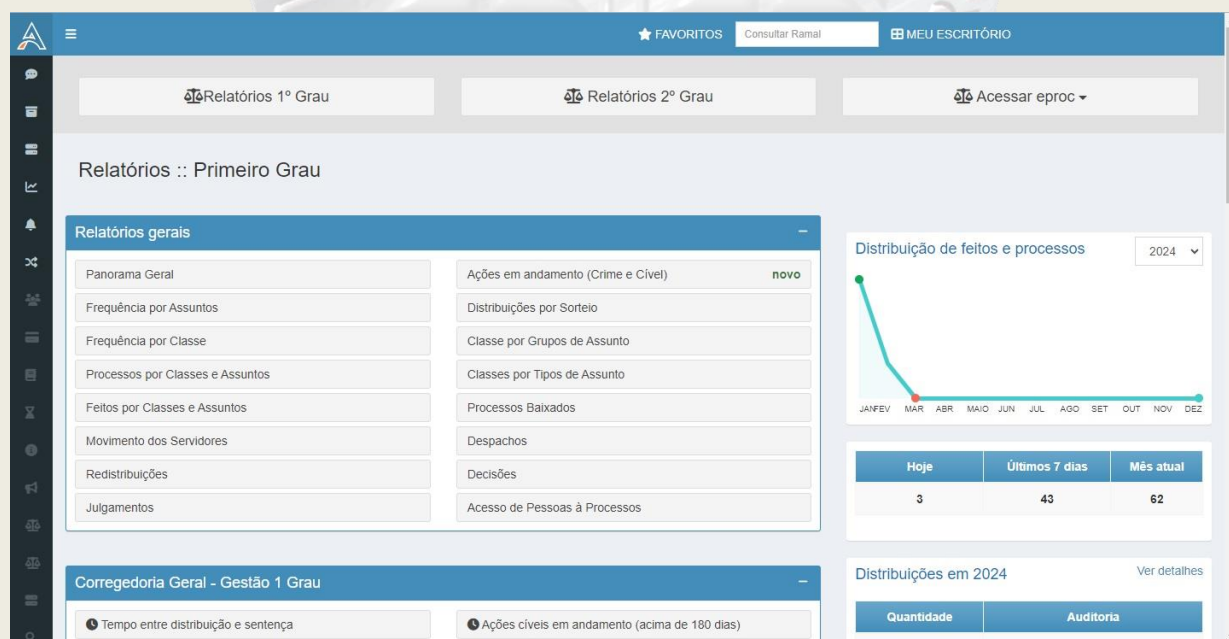 FAVORITOS
Consultar Ramal
MEU ESCRITÓRIO
Relatórios 1º Grau
Relatórios 2º Grau
Acessar eproc
Relatórios :: Primeiro Grau
Relatórios gerais
Panorama Geral
Ações em andamento (Crime e Cível) novo
Frequência por Assuntos
Distribuições por Sorteio
Frequência por Classe
Classe por Grupos de Assunto
Processos por Classes e Assuntos
Classes por Tipos de Assunto
Feitos por Classes e Assuntos
Processos Baixados
Movimento dos Servidores
Despachos
Redistribuições
Decisões
Julgamentos
Acesso de Pessoas à Processos
Corregedoria Geral - Gestão 1 Grau
Tempo entre distribuição e sentença
Ações cíveis em andamento (acima de 180 dias)
Distribuição de feitos e processos
2024
JAN FEV MAR ABR MAIO JUN JUL AGO SET OUT NOV DEZ
Hoje Últimos 7 dias Mês atual
3 43 62
Distribuições em 2024
Ver detalhes
Quantidade Auditoria